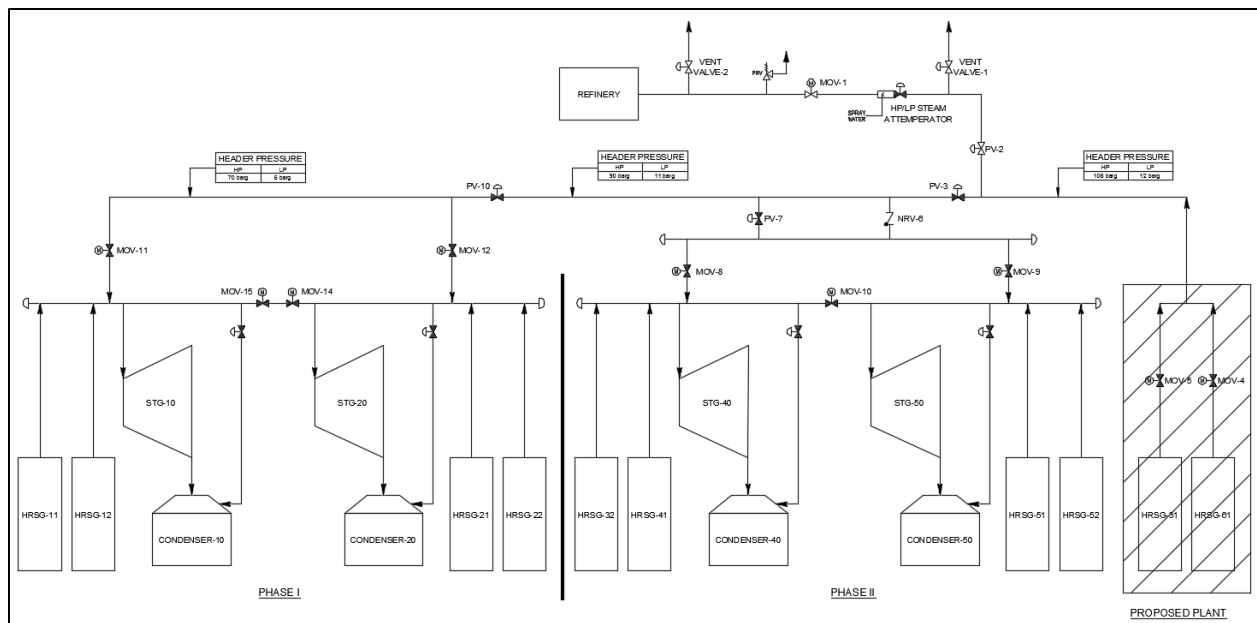 VENT
VALVE-2
VENT
VALVE-1
PRV
M
MOV-1
REFINERY
SPRAY
WATER
HP/LP STEAM
ATTEMPERATOR
PV-2
HEADER PRESSURE
HP LP
70 barg 6 barg
HEADER PRESSURE
HP LP
90 barg 11 barg
HEADER PRESSURE
HP LP
106 barg 12 barg
PV-10
PV-3
PV-7
NRV-6
M MOV-11
M MOV-12
M MOV-8
M MOV-9
MOV-15 M M MOV-14
M MOV-10
STG-10
STG-20
STG-40
STG-50
M MOV-5
M MOV-4
HRSG-11
HRSG-12
CONDENSER-10
CONDENSER-20
HRSG-21
HRSG-22
HRSG-32
HRSG-41
CONDENSER-40
CONDENSER-50
HRSG-51
HRSG-52
HRSG-31
HRSG-61
PHASE I
PHASE II
PROPOSED PLANT